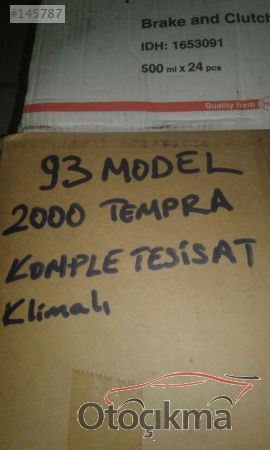 #145787
Brake and Clutch
IDH: 1653091
500 ml x 24 pcs
Quality from
93 MODEL
2000 TEMPRA
KOMPLE TESİSAT
Klimalı
Otoçıkma